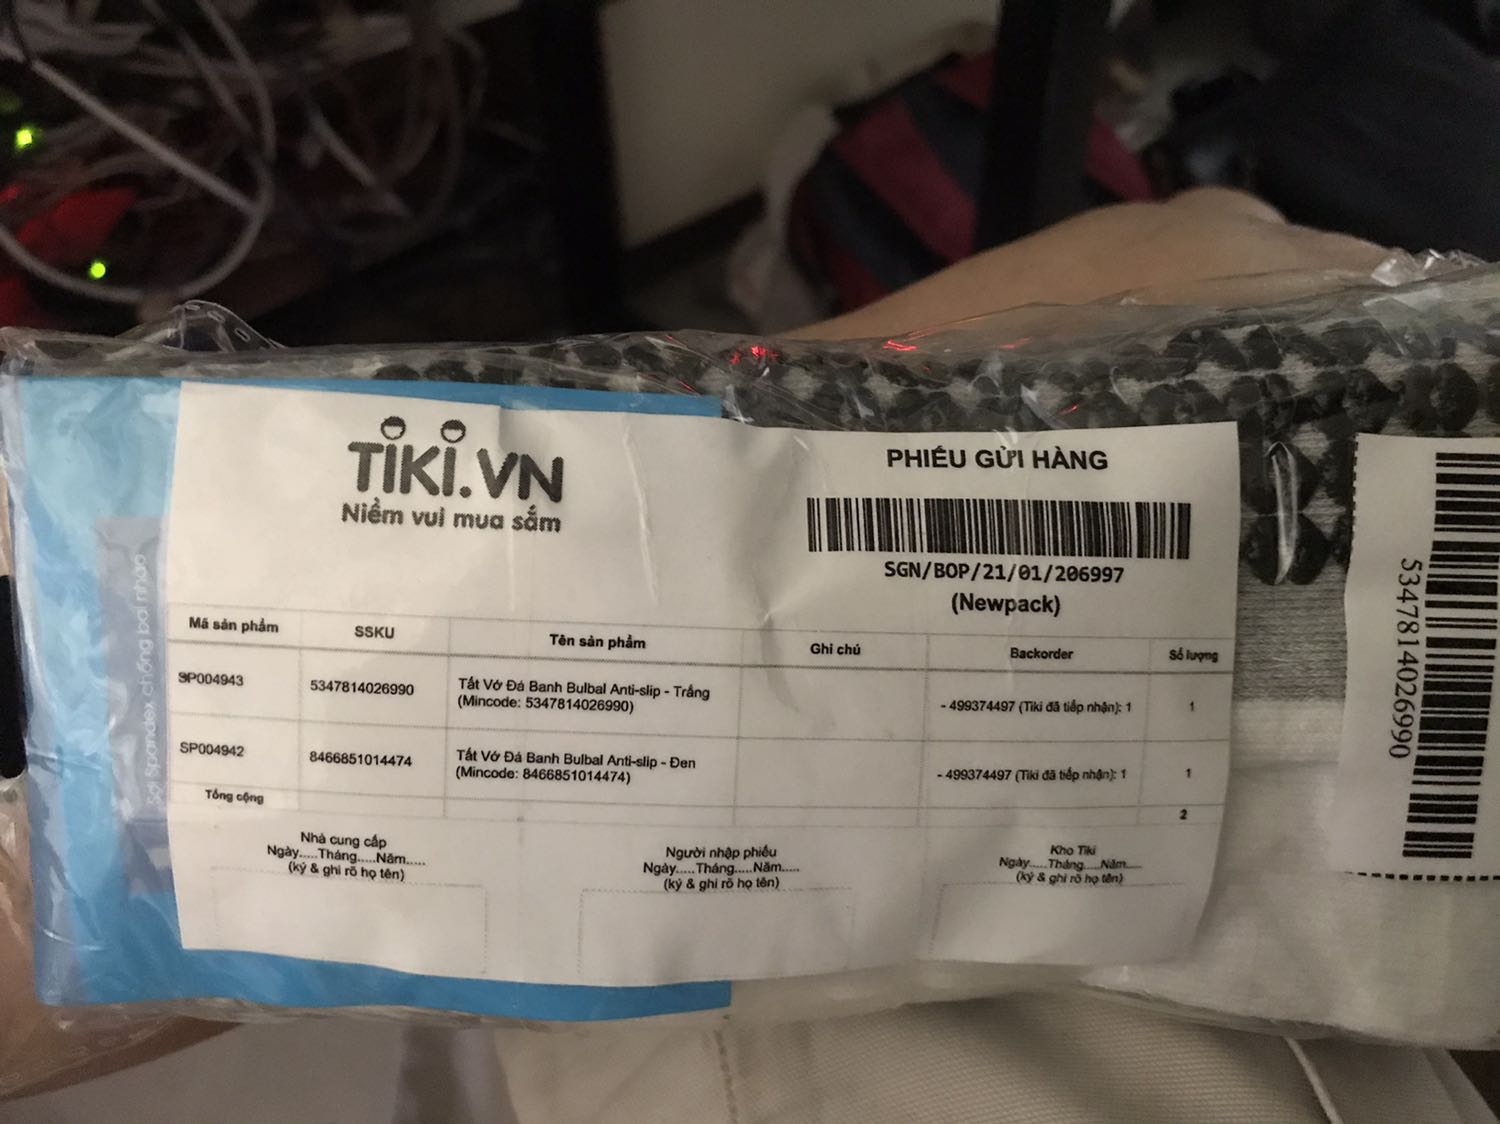 TIKI.VN
Niềm vui mua sắm
PHIẾU GỬI HÀNG
SGN/BOP/21/01/206997
(Newpack)
Mã sản phẩm SSKU Tên sản phẩm Ghi chú Backorder Số lượng
SP004943 5347814026990 Tất Vớ Đá Banh Bulbal Anti-slip - Trắng
(Mincode: 5347814026990) - 499374497 (Tiki đã tiếp nhận): 1 1
SP004942 8466851014474 Tất Vớ Đá Banh Bulbal Anti-slip - Đen
(Mincode: 8466851014474) - 499374497 (Tiki đã tiếp nhận): 1 1
Tổng cộng 2
Nhà cung cấp
Ngày.....Tháng.....Năm.....
(ký & ghi rõ họ tên)
Người nhập phiếu
Ngày.....Tháng.....Năm.....
(ký & ghi rõ họ tên)
Kho Tiki
Ngày.....Tháng.....Năm.....
(ký & ghi rõ họ tên)
5347814026990
Sợi Spandex chống bai nhão